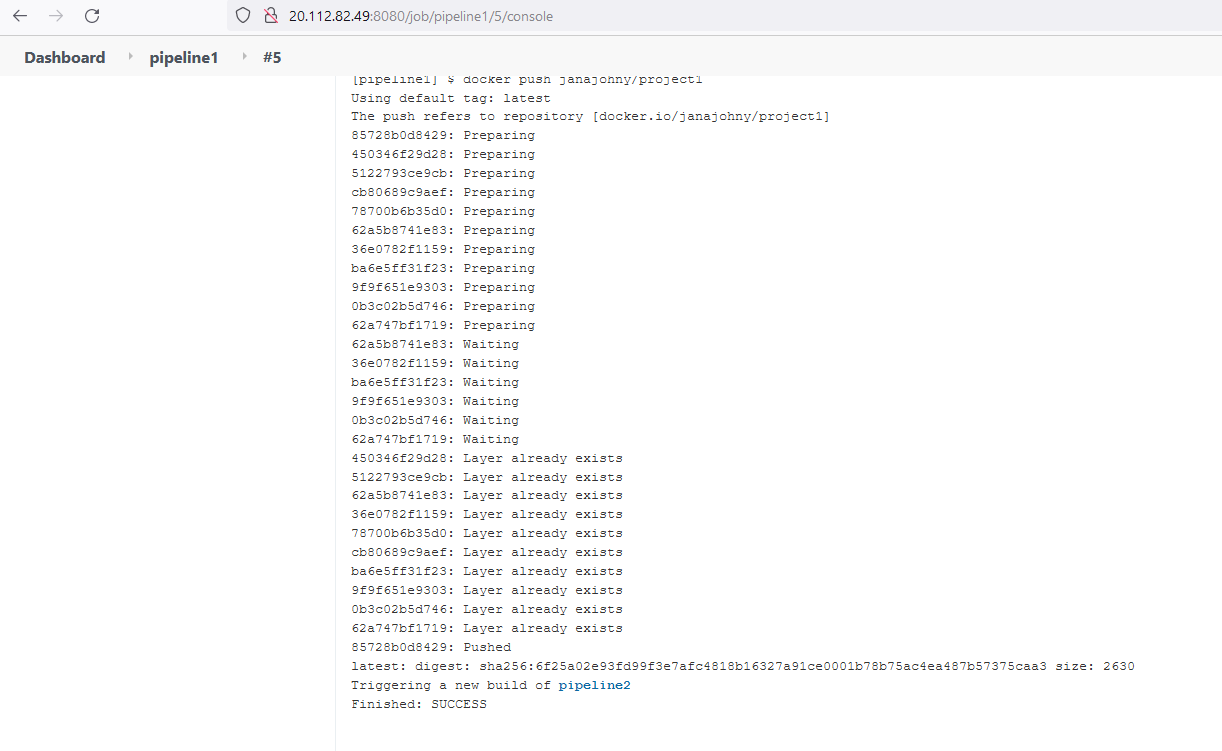 20.112.82.49:8080/job/pipeline1/5/console
Dashboard pipeline1 #5
[pipeline1] $ docker push janajohny/project1
Using default tag: latest
The push refers to repository [docker.io/janajohny/project1]
85728b0d8429: Preparing
450346f29d28: Preparing
5122793ce9cb: Preparing
cb80689c9aef: Preparing
78700b6b35d0: Preparing
62a5b8741e83: Preparing
36e0782f1159: Preparing
ba6e5ff31f23: Preparing
9f9f651e9303: Preparing
0b3c02b5d746: Preparing
62a747bf1719: Preparing
62a5b8741e83: Waiting
36e0782f1159: Waiting
ba6e5ff31f23: Waiting
9f9f651e9303: Waiting
0b3c02b5d746: Waiting
62a747bf1719: Waiting
450346f29d28: Layer already exists
5122793ce9cb: Layer already exists
62a5b8741e83: Layer already exists
36e0782f1159: Layer already exists
78700b6b35d0: Layer already exists
cb80689c9aef: Layer already exists
ba6e5ff31f23: Layer already exists
9f9f651e9303: Layer already exists
0b3c02b5d746: Layer already exists
62a747bf1719: Layer already exists
85728b0d8429: Pushed
latest: digest: sha256:6f25a02e93fd99f3e7afc4818b16327a91ce0001b78b75ac4ea487b57375caa3 size: 2630
Triggering a new build of pipeline2
Finished: SUCCESS